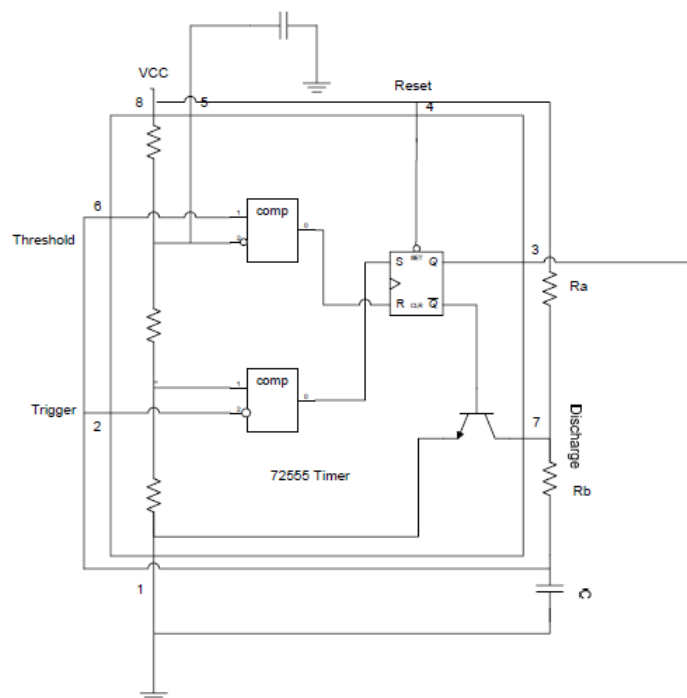 VCC
Reset
8
5
4
6
1
comp
0
2
Threshold
S
SET
Q
3
R
CLR
Q
Ra
1
comp
0
Trigger
2
2
7
Discharge
72555 Timer
Rb
1
C